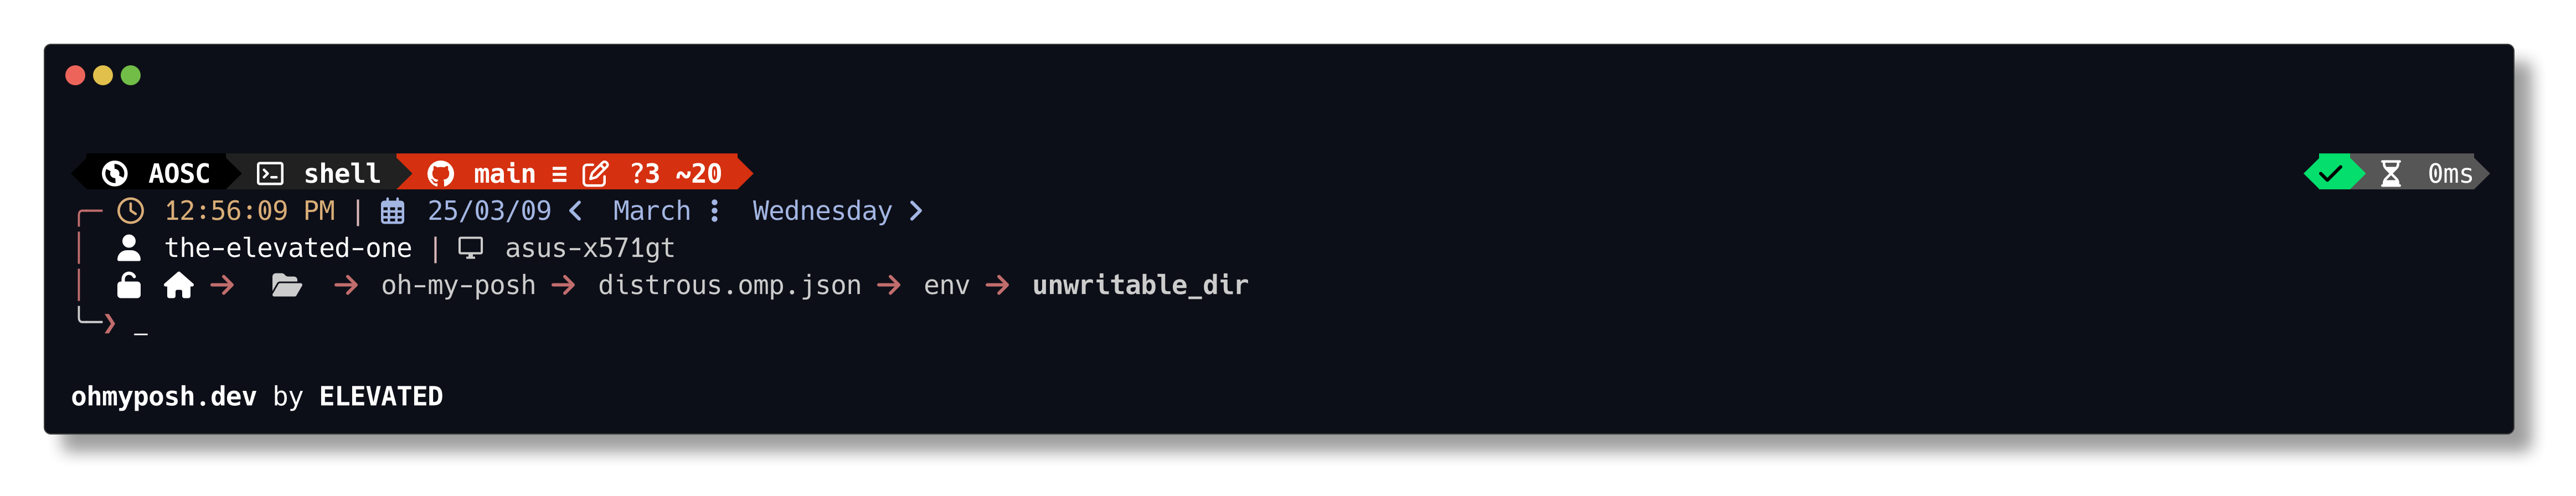 AOSC shell main ≡ ?3 ~20 0ms
12:56:09 PM | 25/03/09 < March ⋮ Wednesday >
the-elevated-one | asus-x571gt
→ → oh-my-posh → distrous.omp.json → env → unwritable_dir
❯ _
ohmyposh.dev by ELEVATED